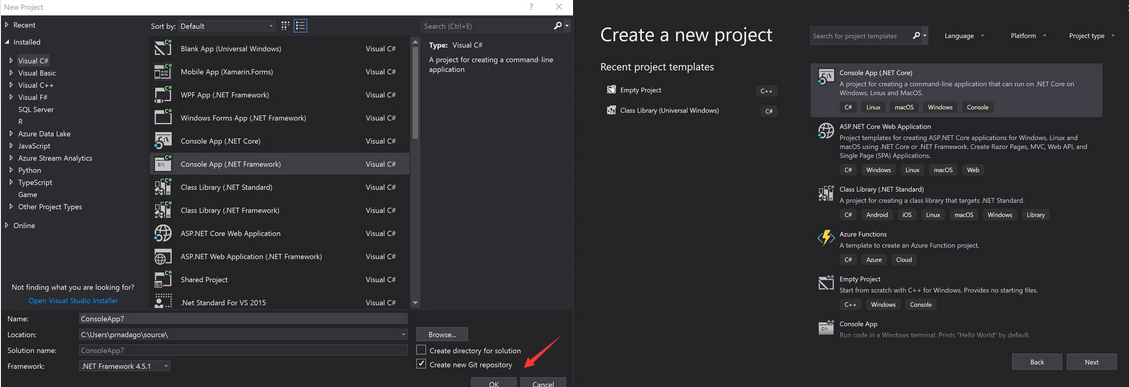 New Project
?
Recent
Installed
Visual C#
Visual Basic
Visual C++
Visual F#
SQL Server
R
Azure Data Lake
JavaScript
Azure Stream Analytics
Python
TypeScript
Game
Other Project Types
Online
Not finding what you are looking for?
Open Visual Studio Installer
Sort by: Default
Blank App (Universal Windows) Visual C#
Mobile App (Xamarin.Forms) Visual C#
WPF App (.NET Framework) Visual C#
Windows Forms App (.NET Framework) Visual C#
Console App (.NET Core) Visual C#
Console App (.NET Framework) Visual C#
Class Library (.NET Standard) Visual C#
Class Library (.NET Framework) Visual C#
ASP.NET Core Web Application Visual C#
ASP.NET Web Application (.NET Framework) Visual C#
Shared Project Visual C#
.Net Standard For VS 2015 Visual C#
Search (Ctrl+E)
Type: Visual C#
A project for creating a command-line
application
Name: ConsoleApp7
Location: C:\Users\prnadago\source\
Solution name: ConsoleApp7
Framework: .NET Framework 4.5.1
Browse...
Create directory for solution
Create new Git repository
OK Cancel
Create a new project
Recent project templates
Empty Project C++
Class Library (Universal Windows) C#
Search for project templates
Language Platform Project type
Console App (.NET Core)
A project for creating a command-line application that can run on .NET Core on
Windows, Linux and MacOS.
C# Linux macOS Windows Console
ASP.NET Core Web Application
Project templates for creating ASP.NET Core applications for Windows, Linux and
macOS using .NET Core or .NET Framework. Create Razor Pages, MVC, Web API, and
Single Page (SPA) Applications.
C# Windows Linux macOS Web
Class Library (.NET Standard)
A project for creating a class library that targets .NET Standard.
C# Android iOS Linux macOS Windows Library
Azure Functions
A template to create an Azure Function project.
C# Azure Cloud
Empty Project
Start from scratch with C++ for Windows. Provides no starting files.
C++ Windows Console
Console App
Run code in a Windows terminal. Prints "Hello World" by default.
Back Next